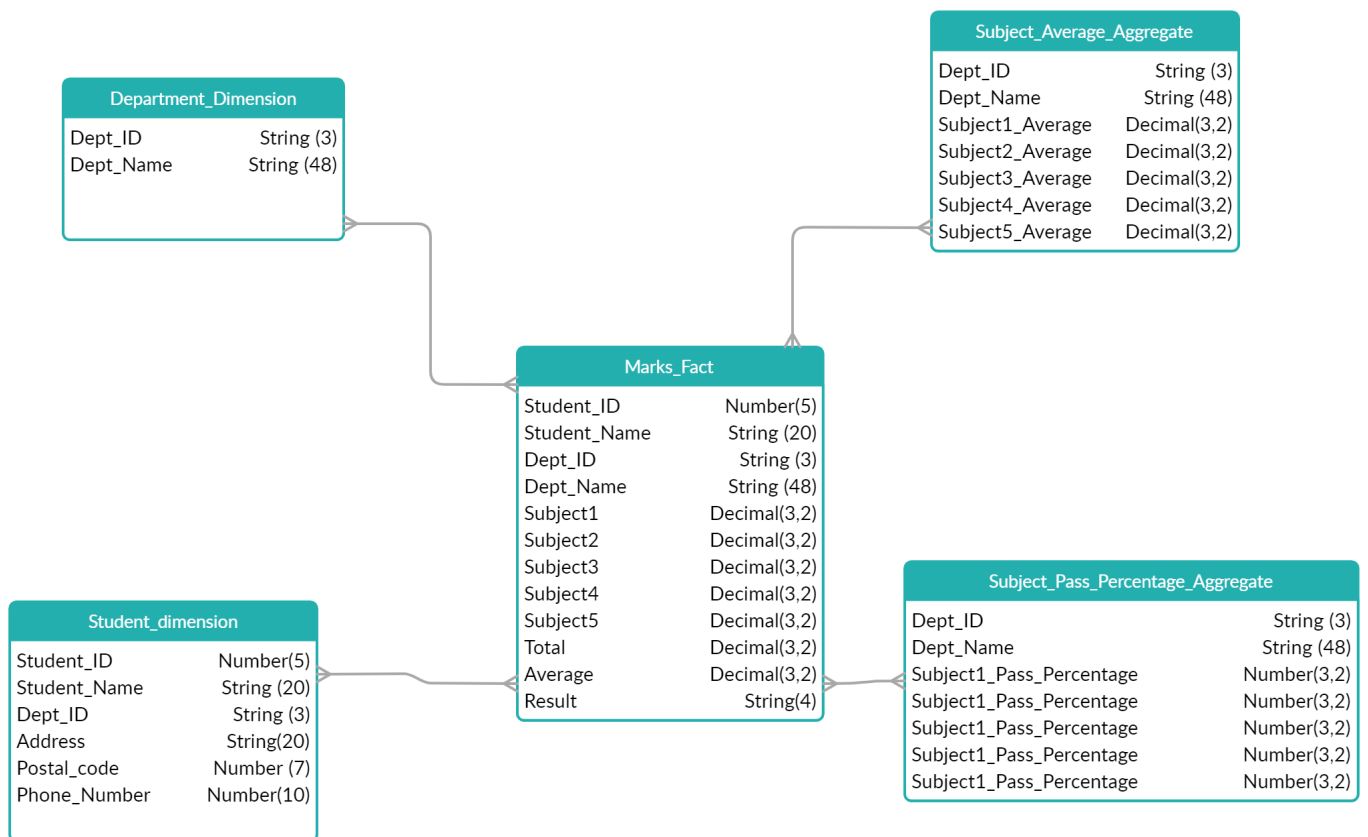 Subject_Average_Aggregate
Dept_ID String (3)
Dept_Name String (48)
Subject1_Average Decimal(3,2)
Subject2_Average Decimal(3,2)
Subject3_Average Decimal(3,2)
Subject4_Average Decimal(3,2)
Subject5_Average Decimal(3,2)
Department_Dimension
Dept_ID String (3)
Dept_Name String (48)
Marks_Fact
Student_ID Number(5)
Student_Name String (20)
Dept_ID String (3)
Dept_Name String (48)
Subject1 Decimal(3,2)
Subject2 Decimal(3,2)
Subject3 Decimal(3,2)
Subject4 Decimal(3,2)
Subject5 Decimal(3,2)
Total Decimal(3,2)
Average Decimal(3,2)
Result String(4)
Subject_Pass_Percentage_Aggregate
Dept_ID String (3)
Dept_Name String (48)
Subject1_Pass_Percentage Number(3,2)
Subject1_Pass_Percentage Number(3,2)
Subject1_Pass_Percentage Number(3,2)
Subject1_Pass_Percentage Number(3,2)
Subject1_Pass_Percentage Number(3,2)
Student_dimension
Student_ID Number(5)
Student_Name String (20)
Dept_ID String (3)
Address String(20)
Postal_code Number (7)
Phone_Number Number(10)